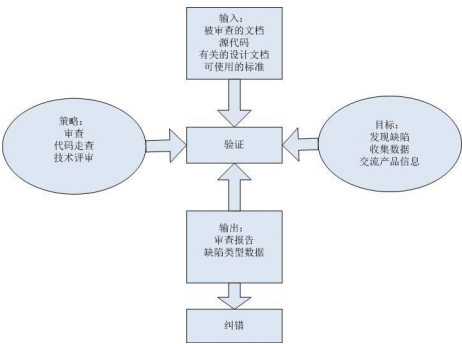 输入：
被审查的文档
源代码
有关的设计文档
可使用的标准
策略：
审查
代码走查
技术评审
验证
目标：
发现缺陷
收集数据
交流产品信息
输出：
审查报告
缺陷类型数据
纠错